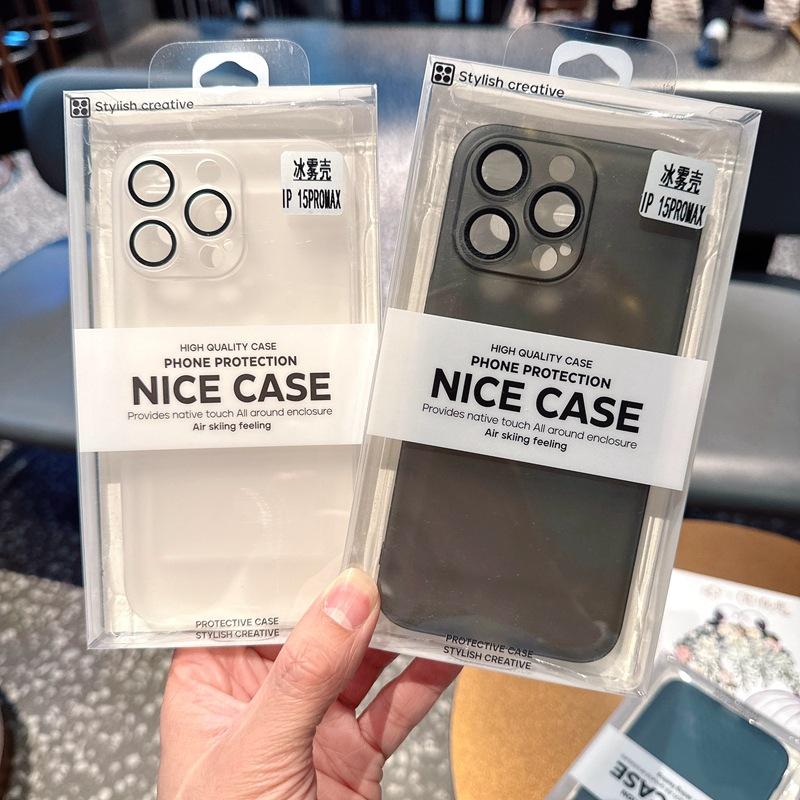 Stylish creative
冰雾壳
IP 15PROMAX
HIGH QUALITY CASE
PHONE PROTECTION
NICE CASE
Provides native touch All around enclosure
Air skiing feeling
PROTECTIVE CASE
STYLISH CREATIVE
Stylish creative
冰雾壳
IP 15PROMAX
HIGH QUALITY CASE
PHONE PROTECTION
NICE CASE
Provides native touch All around enclosure
Air skiing feeling
PROTECTIVE CASE
STYLISH CREATIVE
CASE